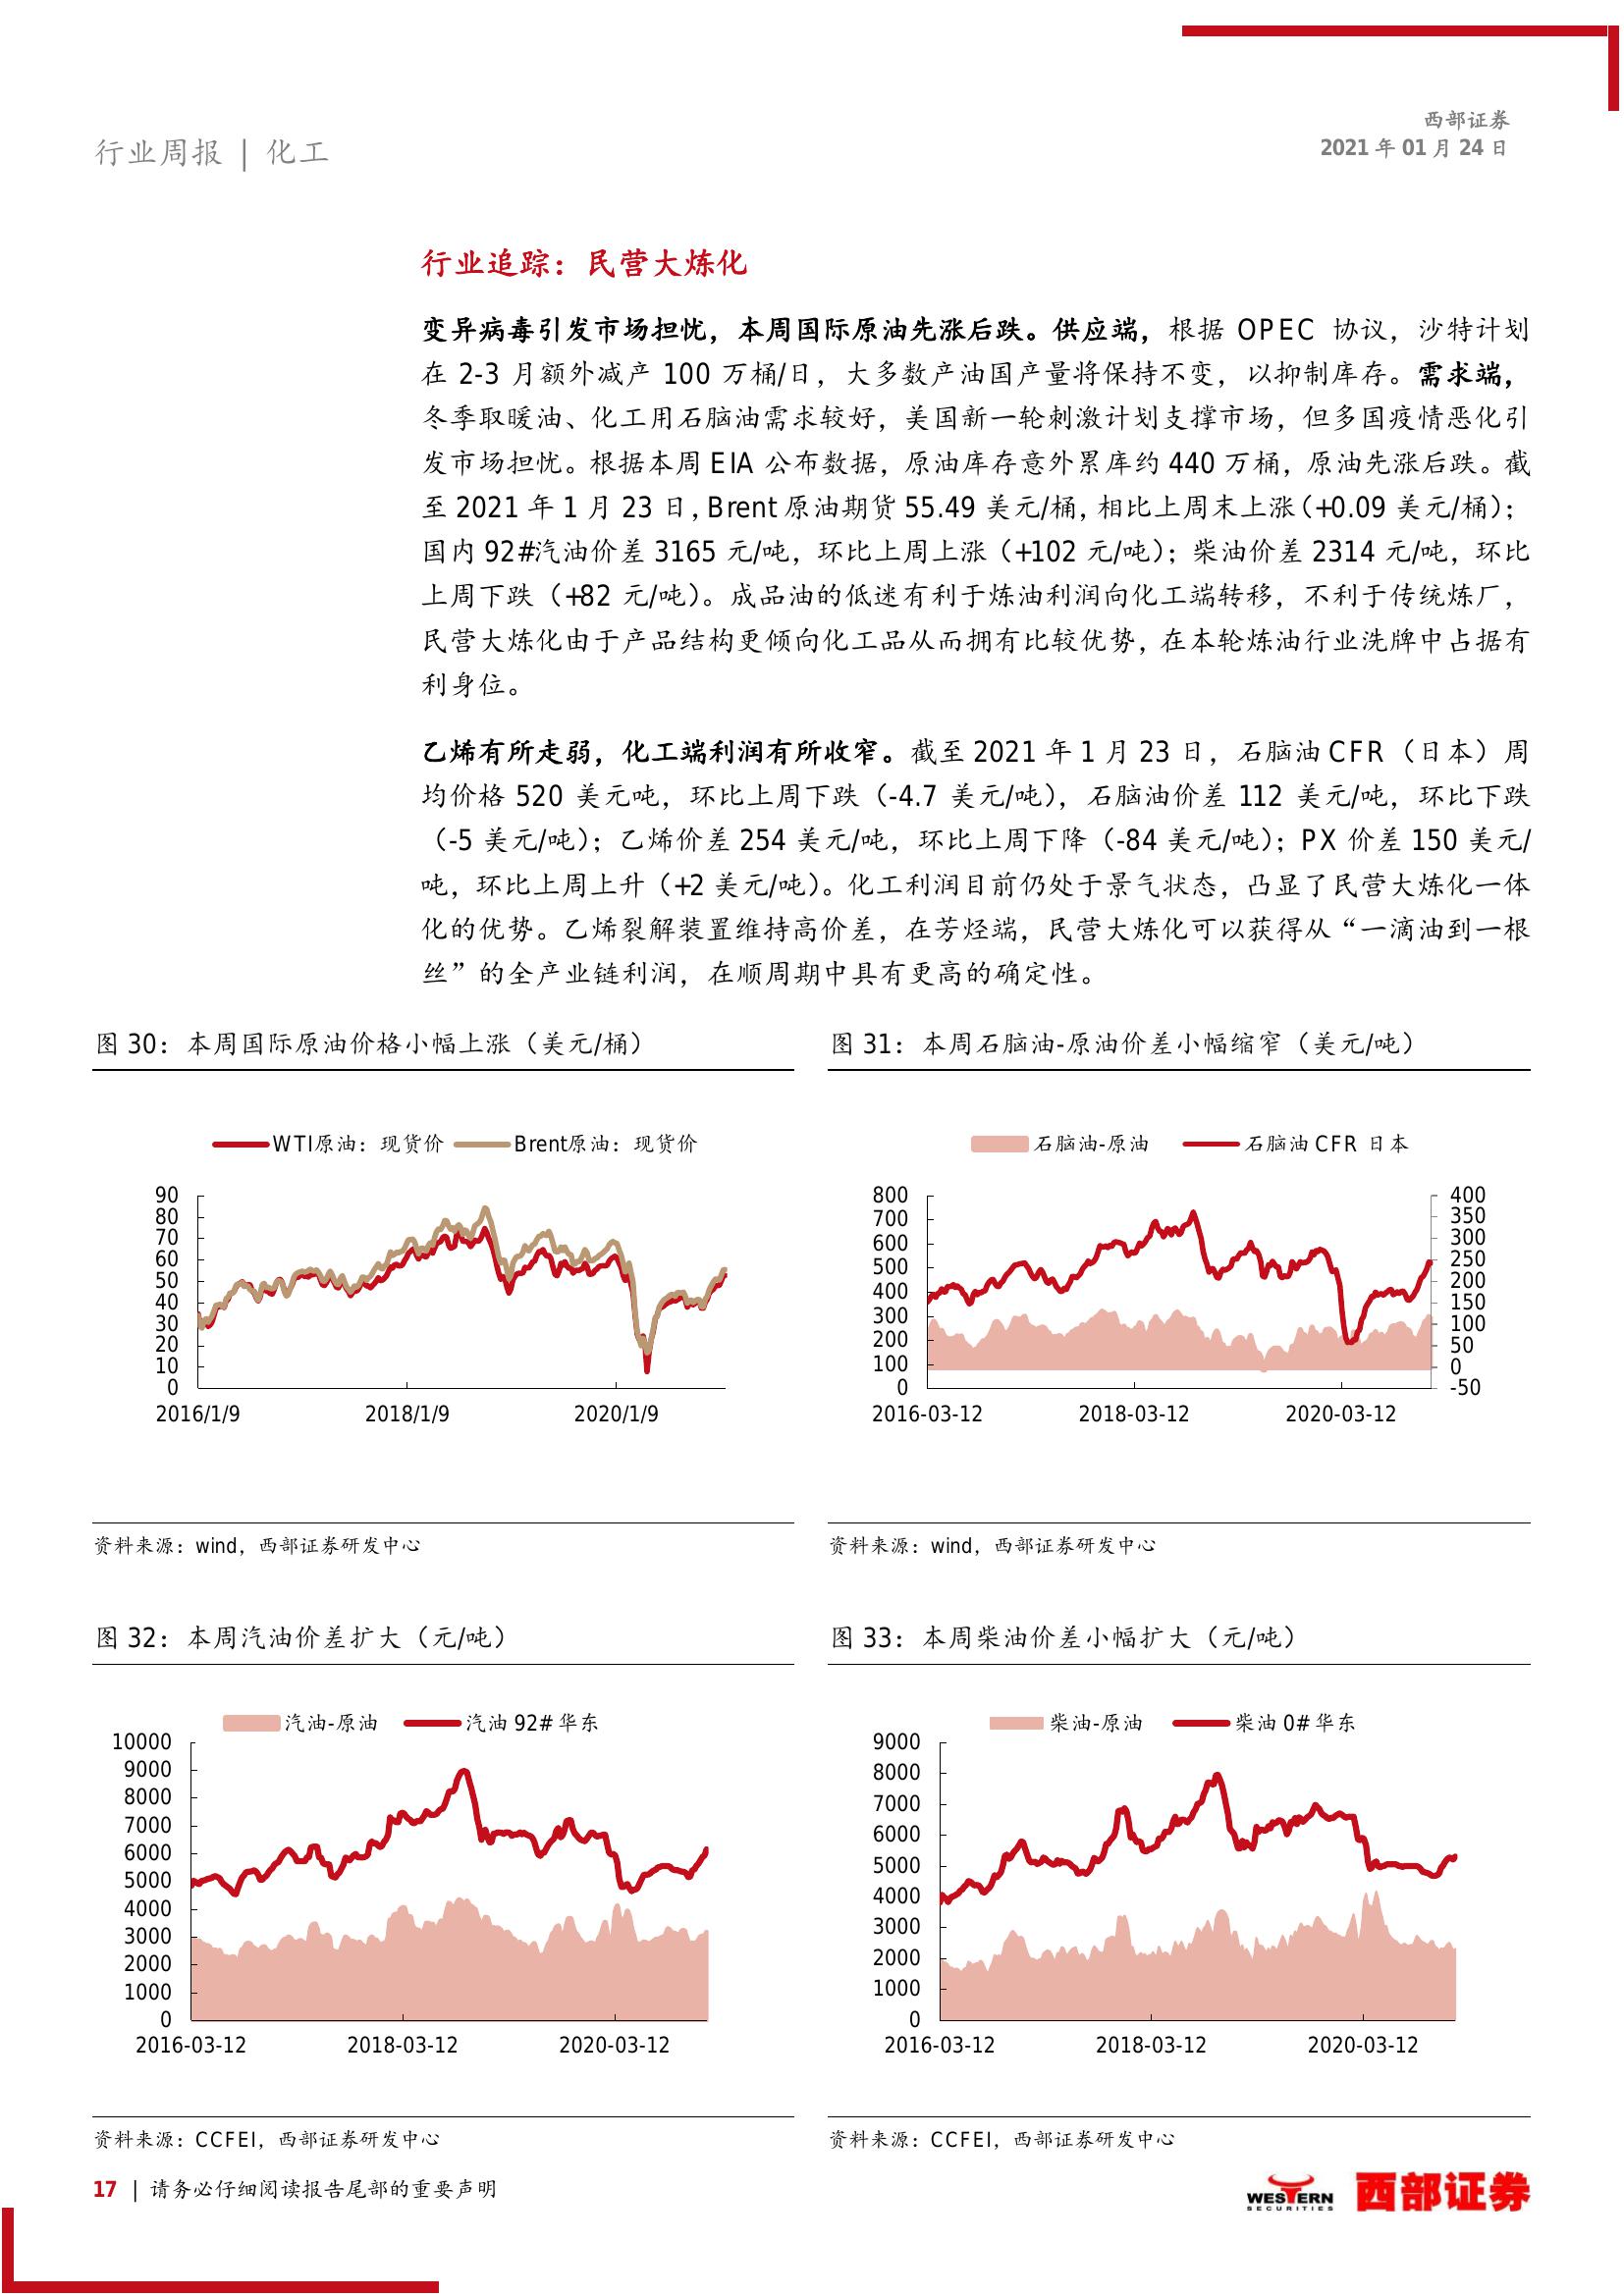 西部证券
行业周报 | 化工
2021 年 01 月 24 日
行业追踪：民营大炼化
变异病毒引发市场担忧，本周国际原油先涨后跌。供应端，根据 OPEC 协议，沙特计划
在 2-3 月额外减产 100 万桶/日，大多数产油国产量将保持不变，以抑制库存。需求端，
冬季取暖油、化工用石脑油需求较好，美国新一轮刺激计划支撑市场，但多国疫情恶化引
发市场担忧。根据本周 EIA 公布数据，原油库存意外累库约 440 万桶，原油先涨后跌。截
至 2021 年 1 月 23 日，Brent 原油期货 55.49 美元/桶，相比上周末上涨（+0.09 美元/桶）；
国内 92#汽油价差 3165 元/吨，环比上周上涨（+102 元/吨）；柴油价差 2314 元/吨，环比
上周下跌（+82 元/吨）。成品油的低迷有利于炼油利润向化工端转移，不利于传统炼厂，
民营大炼化由于产品结构更倾向化工品从而拥有比较优势，在本轮炼油行业洗牌中占据有
利身位。
乙烯有所走弱，化工端利润有所收窄。截至 2021 年 1 月 23 日，石脑油 CFR（日本）周
均价格 520 美元吨，环比上周下跌（-4.7 美元/吨），石脑油价差 112 美元/吨，环比下跌
（-5 美元/吨）；乙烯价差 254 美元/吨，环比上周下降（-84 美元/吨）；PX 价差 150 美元/
吨，环比上周上升（+2 美元/吨）。化工利润目前仍处于景气状态，凸显了民营大炼化一体
化的优势。乙烯裂解装置维持高价差，在芳烃端，民营大炼化可以获得从“一滴油到一根
丝”的全产业链利润，在顺周期中具有更高的确定性。
图 30：本周国际原油价格小幅上涨（美元/桶）
WTI原油：现货价 Brent原油：现货价
90
80
70
60
50
40
30
20
10
0
2016/1/9 2018/1/9 2020/1/9
资料来源：wind，西部证券研发中心
图 31：本周石脑油-原油价差小幅缩窄（美元/吨）
石脑油-原油 石脑油 CFR 日本
800
700
600
500
400
300
200
100
0
400
350
300
250
200
150
100
50
0
-50
2016-03-12 2018-03-12 2020-03-12
资料来源：wind，西部证券研发中心
图 32：本周汽油价差扩大（元/吨）
汽油-原油 汽油 92# 华东
10000
9000
8000
7000
6000
5000
4000
3000
2000
1000
0
2016-03-12 2018-03-12 2020-03-12
资料来源：CCFEI，西部证券研发中心
图 33：本周柴油价差小幅扩大（元/吨）
柴油-原油 柴油 0# 华东
9000
8000
7000
6000
5000
4000
3000
2000
1000
0
2016-03-12 2018-03-12 2020-03-12
资料来源：CCFEI，西部证券研发中心
17 | 请务必仔细阅读报告尾部的重要声明
WESTERN
SECURITIES
西部证券